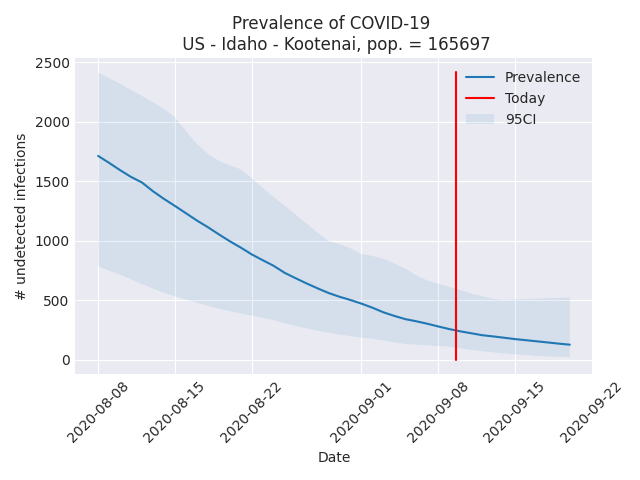 Prevalence of COVID-19
US - Idaho - Kootenai, pop. = 165697
# undetected infections
2500
2000
1500
1000
500
0
Prevalence
Today
95CI
2020-08-08
2020-08-15
2020-08-22
2020-09-01
2020-09-08
2020-09-15
2020-09-22
Date